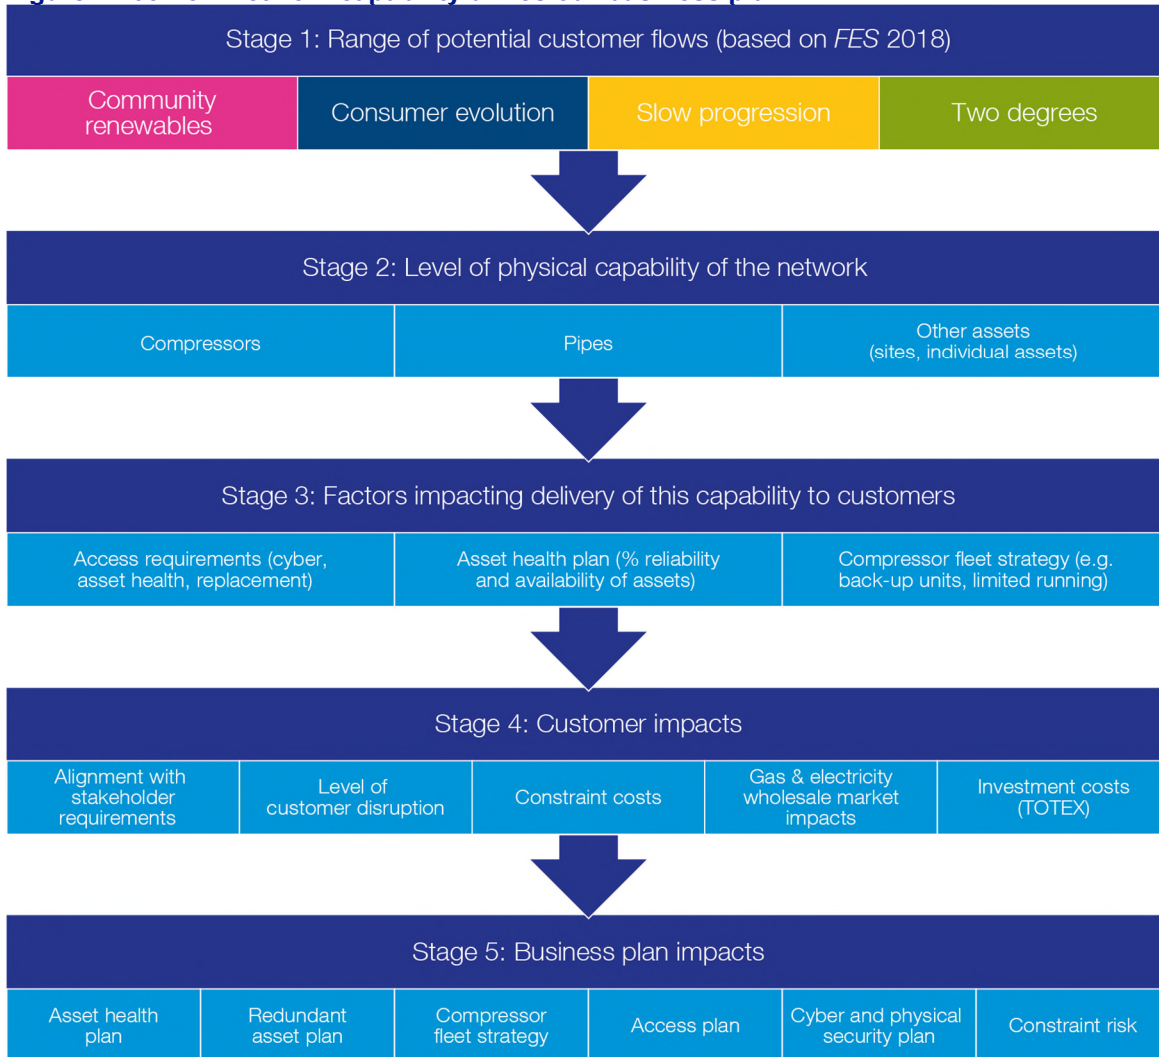 Stage 1: Range of potential customer flows (based on FES 2018)
Community
renewables
Consumer evolution
Slow progression
Two degrees
Stage 2: Level of physical capability of the network
Compressors
Pipes
Other assets
(sites, individual assets)
Stage 3: Factors impacting delivery of this capability to customers
Access requirements (cyber,
asset health, replacement)
Asset health plan (% reliability
and availability of assets)
Compressor fleet strategy (e.g.
back-up units, limited running)
Stage 4: Customer impacts
Alignment with
stakeholder
requirements
Level of
customer disruption
Constraint costs
Gas & electricity
wholesale market
impacts
Investment costs
(TOTEX)
Stage 5: Business plan impacts
Asset health
plan
Redundant
asset plan
Compressor
fleet strategy
Access plan
Cyber and physical
security plan
Constraint risk